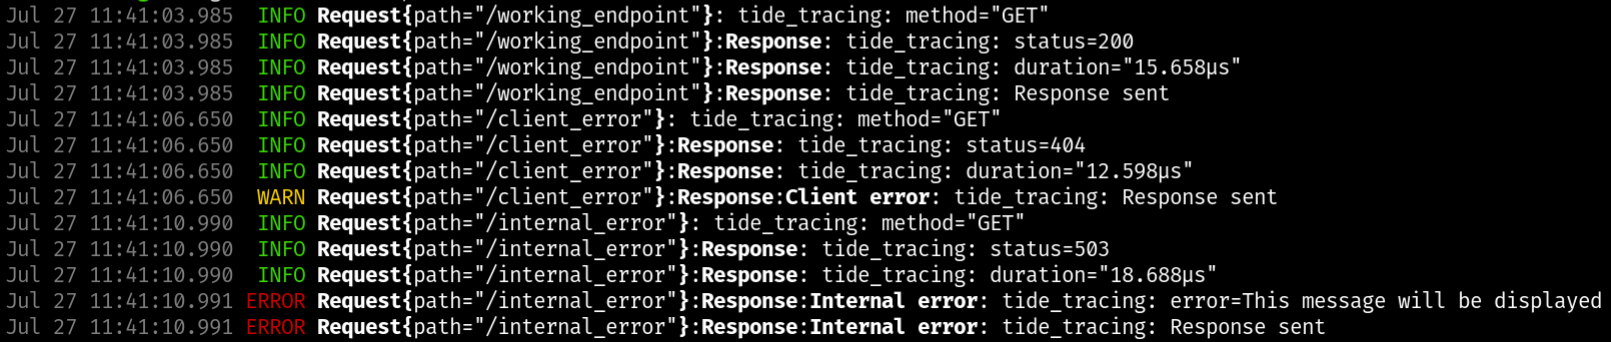 Jul 27 11:41:03.985  INFO Request{path="/working_endpoint"}: tide_tracing: method="GET"
Jul 27 11:41:03.985  INFO Request{path="/working_endpoint"}:Response: tide_tracing: status=200
Jul 27 11:41:03.985  INFO Request{path="/working_endpoint"}:Response: tide_tracing: duration="15.658µs"
Jul 27 11:41:03.985  INFO Request{path="/working_endpoint"}:Response: tide_tracing: Response sent
Jul 27 11:41:06.650  INFO Request{path="/client_error"}: tide_tracing: method="GET"
Jul 27 11:41:06.650  INFO Request{path="/client_error"}:Response: tide_tracing: status=404
Jul 27 11:41:06.650  INFO Request{path="/client_error"}:Response: tide_tracing: duration="12.598µs"
Jul 27 11:41:06.650  WARN Request{path="/client_error"}:Response:Client error: tide_tracing: Response sent
Jul 27 11:41:10.990  INFO Request{path="/internal_error"}: tide_tracing: method="GET"
Jul 27 11:41:10.990  INFO Request{path="/internal_error"}:Response: tide_tracing: status=503
Jul 27 11:41:10.990  INFO Request{path="/internal_error"}:Response: tide_tracing: duration="18.688µs"
Jul 27 11:41:10.991 ERROR Request{path="/internal_error"}:Response:Internal error: tide_tracing: error=This message will be displayed
Jul 27 11:41:10.991 ERROR Request{path="/internal_error"}:Response:Internal error: tide_tracing: Response sent